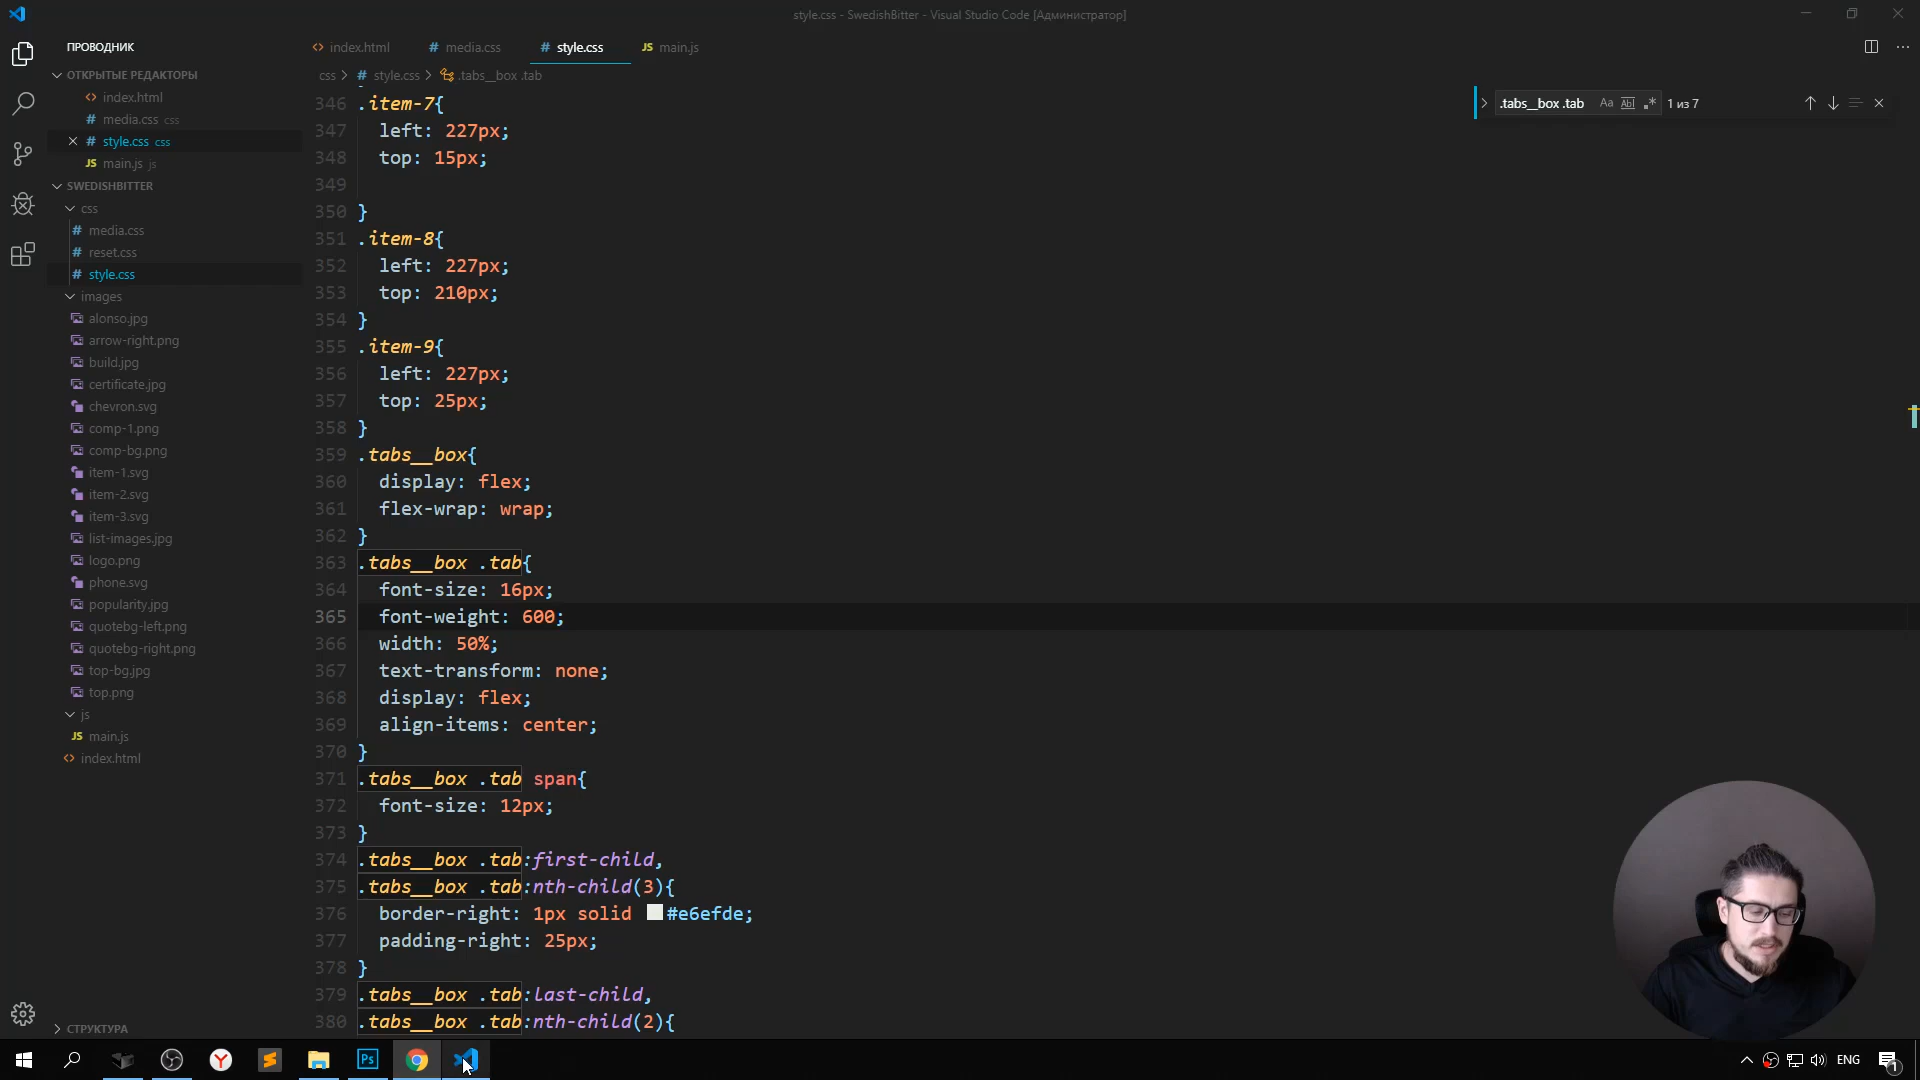 style.css - SwedishBitter - Visual Studio Code [Администратор]
ПРОВОДНИК
index.html
media.css
style.css
main.js
ОТКРЫТЫЕ РЕДАКТОРЫ
css > style.css > .tabs__box .tab
index.html
media.css css
style.css css
main.js js
SWEDISHBITTER
css
media.css
reset.css
style.css
images
alonso.jpg
arrow-right.png
build.jpg
certificate.jpg
chevron.svg
comp-1.png
comp-bg.png
item-1.svg
item-2.svg
item-3.svg
list-images.jpg
logo.png
phone.svg
popularity.jpg
quotebg-left.png
quotebg-right.png
top-bg.jpg
top.png
js
main.js
index.html
СТРУКТУРА
.tabs__box .tab
1 из 7
346 .item-7{
347 left: 227px;
348 top: 15px;
349
350 }
351 .item-8{
352 left: 227px;
353 top: 210px;
354 }
355 .item-9{
356 left: 227px;
357 top: 25px;
358 }
359 .tabs__box{
360 display: flex;
361 flex-wrap: wrap;
362 }
363 .tabs__box .tab{
364 font-size: 16px;
365 font-weight: 600;
366 width: 50%;
367 text-transform: none;
368 display: flex;
369 align-items: center;
370 }
371 .tabs__box .tab span{
372 font-size: 12px;
373 }
374 .tabs__box .tab:first-child,
375 .tabs__box .tab:nth-child(3){
376 border-right: 1px solid #e6efde;
377 padding-right: 25px;
378 }
379 .tabs__box .tab:last-child,
380 .tabs__box .tab:nth-child(2){
ENG